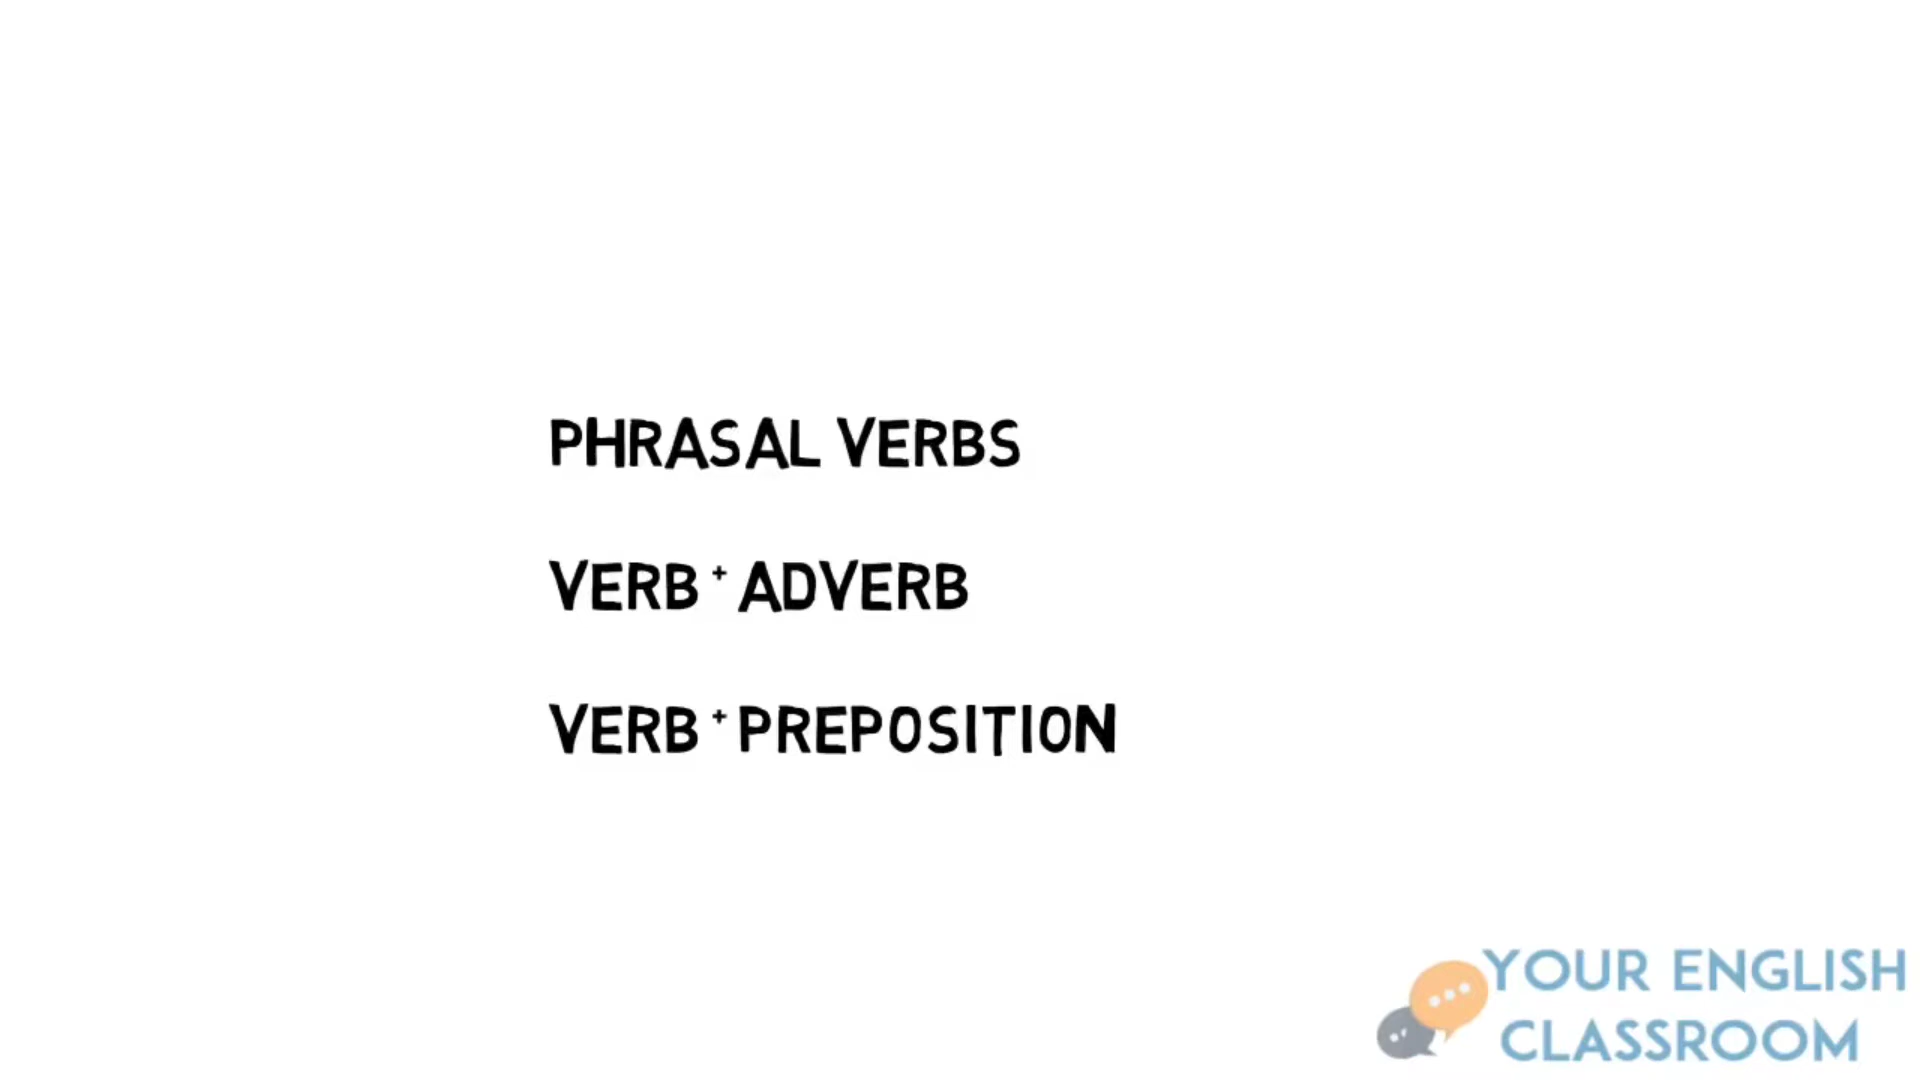 PHRASAL VERBS
VERB + ADVERB
VERB + PREPOSITION
YOUR ENGLISH
CLASSROOM